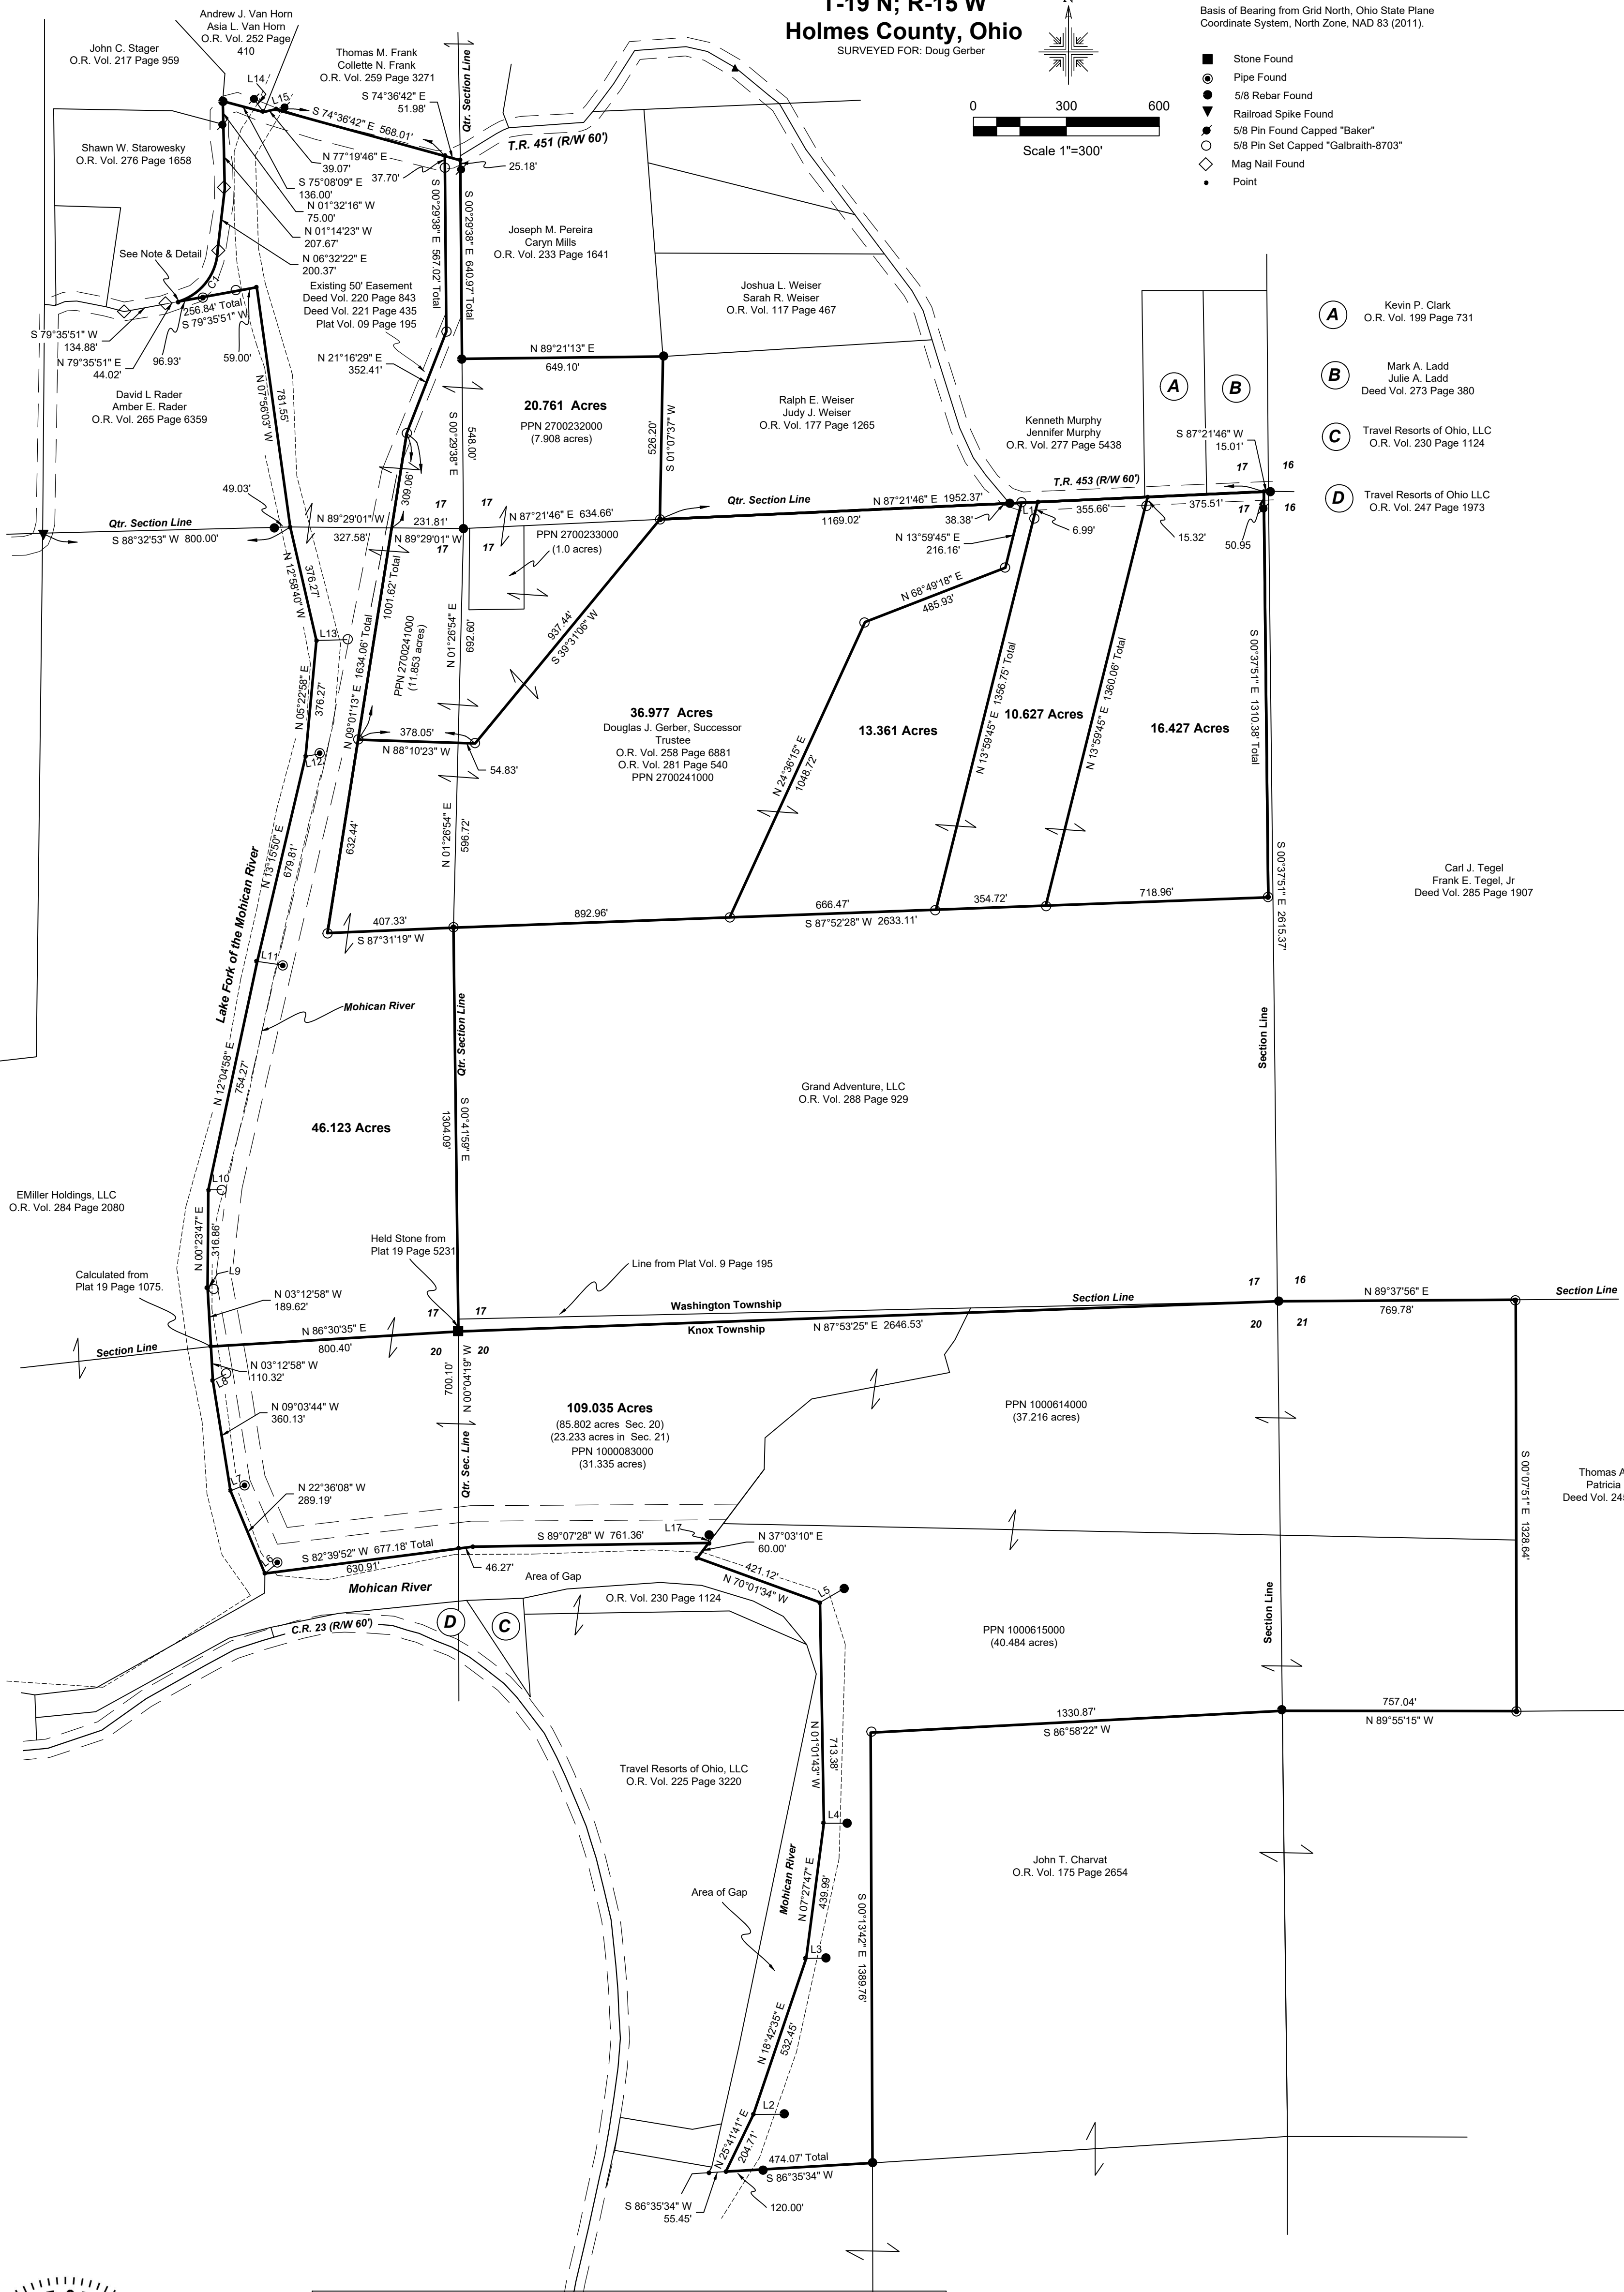 T-19 N; R-15 W
Holmes County, Ohio
SURVEYED FOR: Doug Gerber
N
Basis of Bearing from Grid North, Ohio State Plane
Coordinate System, North Zone, NAD 83 (2011).
Stone Found
Pipe Found
5/8 Rebar Found
Railroad Spike Found
5/8 Pin Found Capped "Baker"
5/8 Pin Set Capped "Galbraith-8703"
Mag Nail Found
Point
0 300 600
Scale 1"=300'
Andrew J. Van Horn
Asia L. Van Horn
O.R. Vol. 252 Page
410
John C. Stager
O.R. Vol. 217 Page 959
Thomas M. Frank
Collette N. Frank
O.R. Vol. 259 Page 3271
L14
L15
S 74°36'42" E
51.98'
S 74°36'42" E 568.01'
Qtr. Section Line
T.R. 451 (R/W 60')
25.18'
37.70'
Shawn W. Starowesky
O.R. Vol. 276 Page 1658
N 77°19'46" E
39.07'
S 75°08'09" E
136.00'
N 01°32'16" W
75.00'
N 01°14'23" W
207.67'
N 06°32'22" E
200.37'
See Note & Detail
C1
256.84' Total
S 79°35'51" W
S 79°35'51" W
134.88'
N 79°35'51" E
44.02'
96.93'
59.00'
Existing 50' Easement
Deed Vol. 220 Page 843
Deed Vol. 221 Page 435
Plat Vol. 09 Page 195
S 00°29'38" E 567.02' Total
S 00°29'38" E 640.97' Total
Joseph M. Pereira
Caryn Mills
O.R. Vol. 233 Page 1641
Joshua L. Weiser
Sarah R. Weiser
O.R. Vol. 117 Page 467
N 21°16'29" E
352.41'
N 89°21'13" E
649.10'
David L Rader
Amber E. Rader
O.R. Vol. 265 Page 6359
N 07°56'03" W
781.55'
20.761 Acres
PPN 2700232000
(7.908 acres)
S 00°29'38" E
548.00'
526.20'
S 01°07'37" W
Ralph E. Weiser
Judy J. Weiser
O.R. Vol. 177 Page 1265
Kenneth Murphy
Jennifer Murphy
O.R. Vol. 277 Page 5438
A
B
A
Kevin P. Clark
O.R. Vol. 199 Page 731
B
Mark A. Ladd
Julie A. Ladd
Deed Vol. 273 Page 380
C
Travel Resorts of Ohio, LLC
O.R. Vol. 230 Page 1124
D
Travel Resorts of Ohio LLC
O.R. Vol. 247 Page 1973
S 87°21'46" W
15.01'
17 16
17 16
T.R. 453 (R/W 60')
49.03'
Qtr. Section Line
S 88°32'53" W 800.00'
N 89°29'01" W
327.58'
309.06'
231.81'
N 89°29'01" W
17 17
17 17
N 87°21'46" E 634.66'
PPN 2700233000
(1.0 acres)
Qtr. Section Line
N 87°21'46" E 1952.37'
1169.02'
38.38'
L1
355.66'
6.99'
375.51'
15.32'
50.95
N 13°59'45" E
216.16'
N 68°49'18" E
485.93'
N 12°58'40" W
376.27'
L13
N 05°22'58" E
376.27'
L12
N 09°01'13" E 1634.06' Total
1001.62' Total
PPN 2700241000
(11.853 acres)
N 01°26'54" E
692.60'
937.44'
S 39°31'06" W
378.05'
N 88°10'23" W
54.83'
36.977 Acres
Douglas J. Gerber, Successor
Trustee
O.R. Vol. 258 Page 6881
O.R. Vol. 281 Page 540
PPN 2700241000
13.361 Acres
10.627 Acres
16.427 Acres
N 24°36'15" E
1048.72'
N 13°59'45" E 1356.75' Total
N 13°59'45" E 1360.06' Total
S 00°37'51" E 1310.38' Total
632.44'
N 01°26'54" E
596.72'
N 13°15'50" E
679.81'
Lake Fork of the Mohican River
L11
407.33'
S 87°31'19" W
892.96'
666.47'
S 87°52'28" W 2633.11'
354.72'
718.96'
S 00°37'51" E 2615.37'
Carl J. Tegel
Frank E. Tegel, Jr
Deed Vol. 285 Page 1907
Mohican River
Qtr. Section Line
Section Line
N 12°04'58" E
754.27'
46.123 Acres
1304.09'
S 00°41'59" E
Grand Adventure, LLC
O.R. Vol. 288 Page 929
EMiller Holdings, LLC
O.R. Vol. 284 Page 2080
L10
N 00°23'47" E
316.86'
L9
Held Stone from
Plat 19 Page 5231
Line from Plat Vol. 9 Page 195
Calculated from
Plat 19 Page 1075.
N 03°12'58" W
189.62'
17 17
Washington Township
Section Line
17 16
N 89°37'56" E
769.78'
Section Line
Knox Township
N 87°53'25" E 2646.53'
20 21
N 86°30'35" E
800.40'
Section Line
20 20
N 03°12'58" W
110.32'
L8
700.10'
N 00°04'19" W
N 09°03'44" W
360.13'
109.035 Acres
(85.802 acres Sec. 20)
(23.233 acres in Sec. 21)
PPN 1000083000
(31.335 acres)
PPN 1000614000
(37.216 acres)
Qtr. Sec. Line
L7
N 22°36'08" W
289.19'
S 00°07'51" E 1328.64'
Thomas A
Patricia
L17
S 89°07'28" W 761.36'
N 37°03'10" E
60.00'
L6
S 82°39'52" W 677.18' Total
630.91'
46.27'
Area of Gap
421.12'
N 70°01'34" W
L5
Mohican River
O.R. Vol. 230 Page 1124
C.R. 23 (R/W 60')
D
C
PPN 1000615000
(40.484 acres)
Section Line
757.04'
N 89°55'15" W
1330.87'
S 86°58'22" W
N 01°01'43" W
713.38'
Travel Resorts of Ohio, LLC
O.R. Vol. 225 Page 3220
L4
Mohican River
N 07°27'47" E
439.99'
John T. Charvat
O.R. Vol. 175 Page 2654
Area of Gap
S 00°13'42" E 1389.76'
L3
N 18°42'35" E
532.45'
L2
N 25°41'41" E
204.71'
474.07' Total
S 86°35'34" W
S 86°35'34" W
55.45'
120.00'